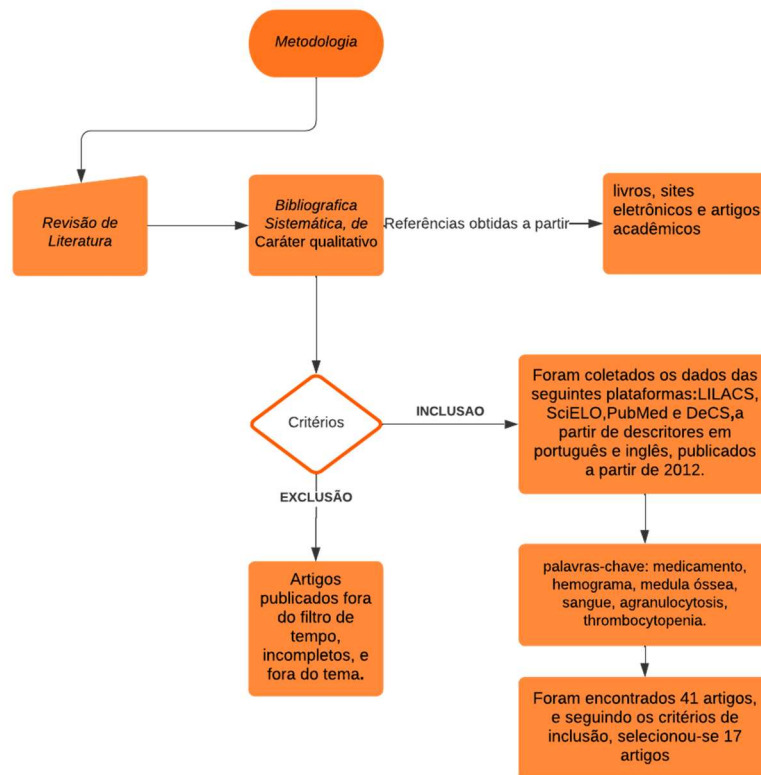 Metodologia
Revisão de
Literatura
Bibliografica
Sistemática, de
Caráter qualitativo
Referências obtidas a partir
livros, sites
eletrônicos e artigos
acadêmicos
Critérios
INCLUSAO
Foram coletados os dados das
seguintes plataformas:LILACS,
SciELO,PubMed e DeCS,a
partir de descritores em
português e inglês, publicados
a partir de 2012.
EXCLUSÃO
Artigos
publicados fora
do filtro de
tempo,
incompletos, e
fora do tema.
palavras-chave: medicamento,
hemograma, medula óssea,
sangue, agranulocytosis,
thrombocytopenia.
Foram encontrados 41 artigos,
e seguindo os critérios de
inclusão, selecionou-se 17
artigos